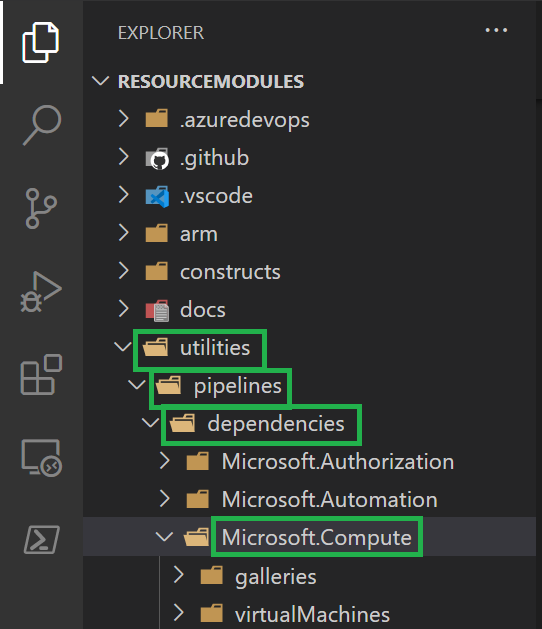 EXPLORER
RESOURCEMODULES
.azuredevops
.github
.vscode
arm
constructs
docs
utilities
pipelines
dependencies
Microsoft.Authorization
Microsoft.Automation
Microsoft.Compute
galleries
virtualMachines